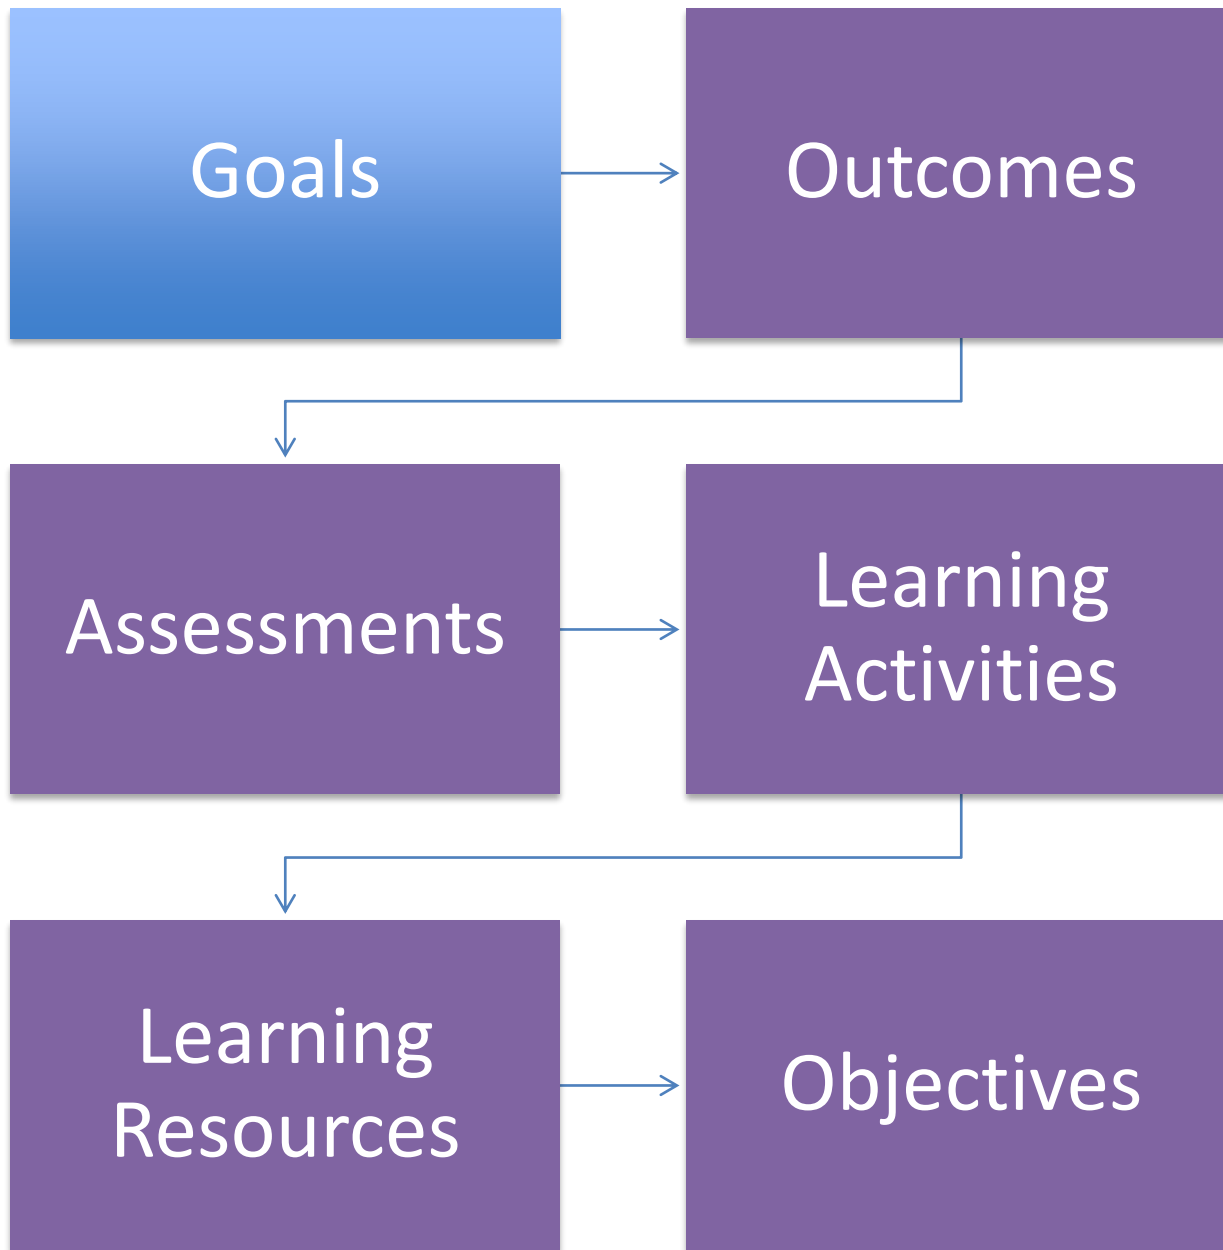 Goals
Outcomes
Assessments
Learning
Activities
Learning
Resources
Objectives